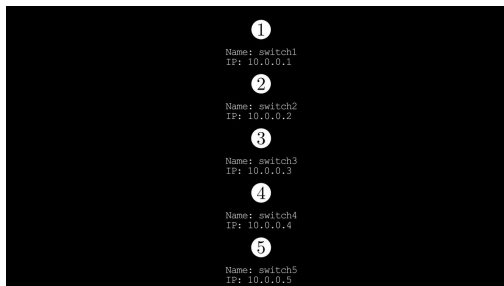 1
Name: switch1
IP: 10.0.0.1
2
Name: switch2
IP: 10.0.0.2
3
Name: switch3
IP: 10.0.0.3
4
Name: switch4
IP: 10.0.0.4
5
Name: switch5
IP: 10.0.0.5